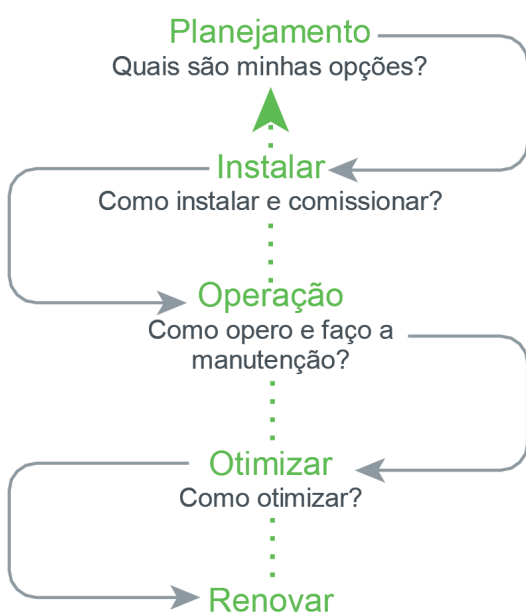 Planejamento
Quais são minhas opções?
Instalar
Como instalar e comissionar?
Operação
Como opero e faço a
manutenção?
Otimizar
Como otimizar?
Renovar